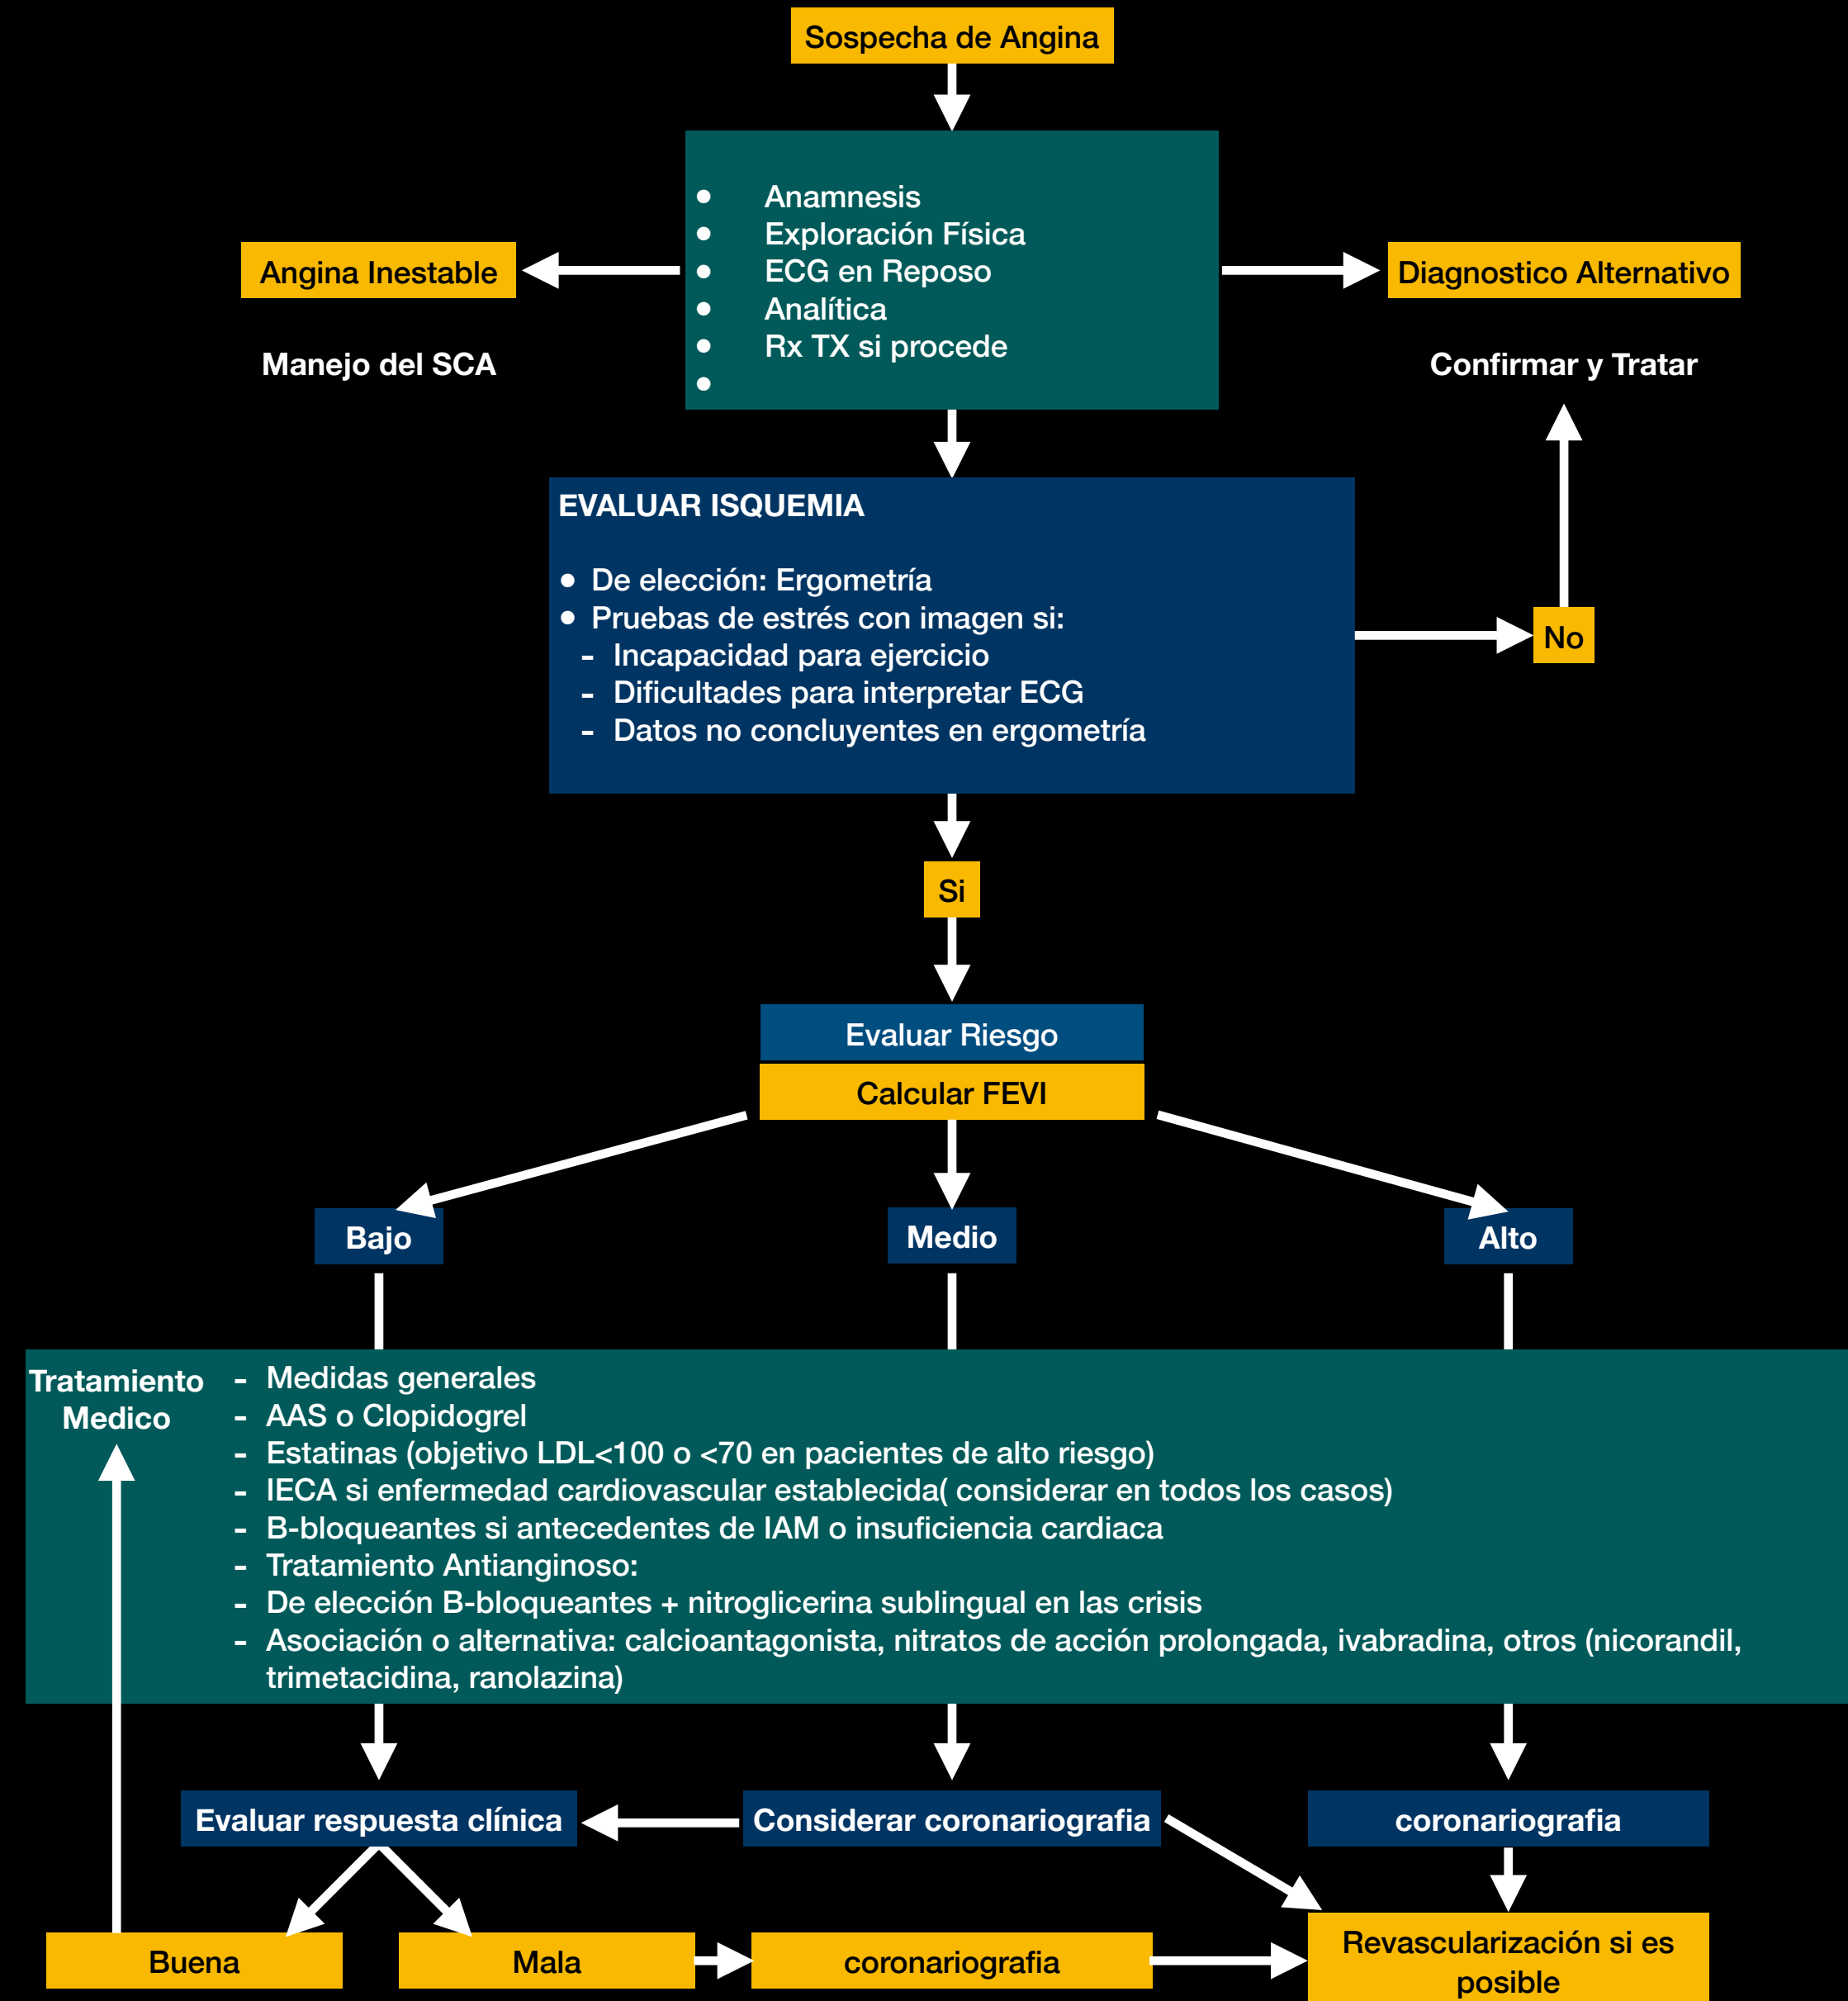 Sospecha de Angina
• Anamnesis
• Exploración Física
• ECG en Reposo
• Analítica
• Rx TX si procede
•
Angina Inestable
Manejo del SCA
Diagnostico Alternativo
Confirmar y Tratar
EVALUAR ISQUEMIA
• De elección: Ergometría
• Pruebas de estrés con imagen si:
- Incapacidad para ejercicio
- Dificultades para interpretar ECG
- Datos no concluyentes en ergometría
No
Si
Evaluar Riesgo
Calcular FEVI
Bajo
Medio
Alto
Tratamiento
Medico
- Medidas generales
- AAS o Clopidogrel
- Estatinas (objetivo LDL<100 o <70 en pacientes de alto riesgo)
- IECA si enfermedad cardiovascular establecida( considerar en todos los casos)
- B-bloqueantes si antecedentes de IAM o insuficiencia cardiaca
- Tratamiento Antianginoso:
- De elección B-bloqueantes + nitroglicerina sublingual en las crisis
- Asociación o alternativa: calcioantagonista, nitratos de acción prolongada, ivabradina, otros (nicorandil,
trimetacidina, ranolazina)
Evaluar respuesta clínica
Considerar coronariografia
coronariografia
Buena
Mala
coronariografia
Revascularización si es
posible